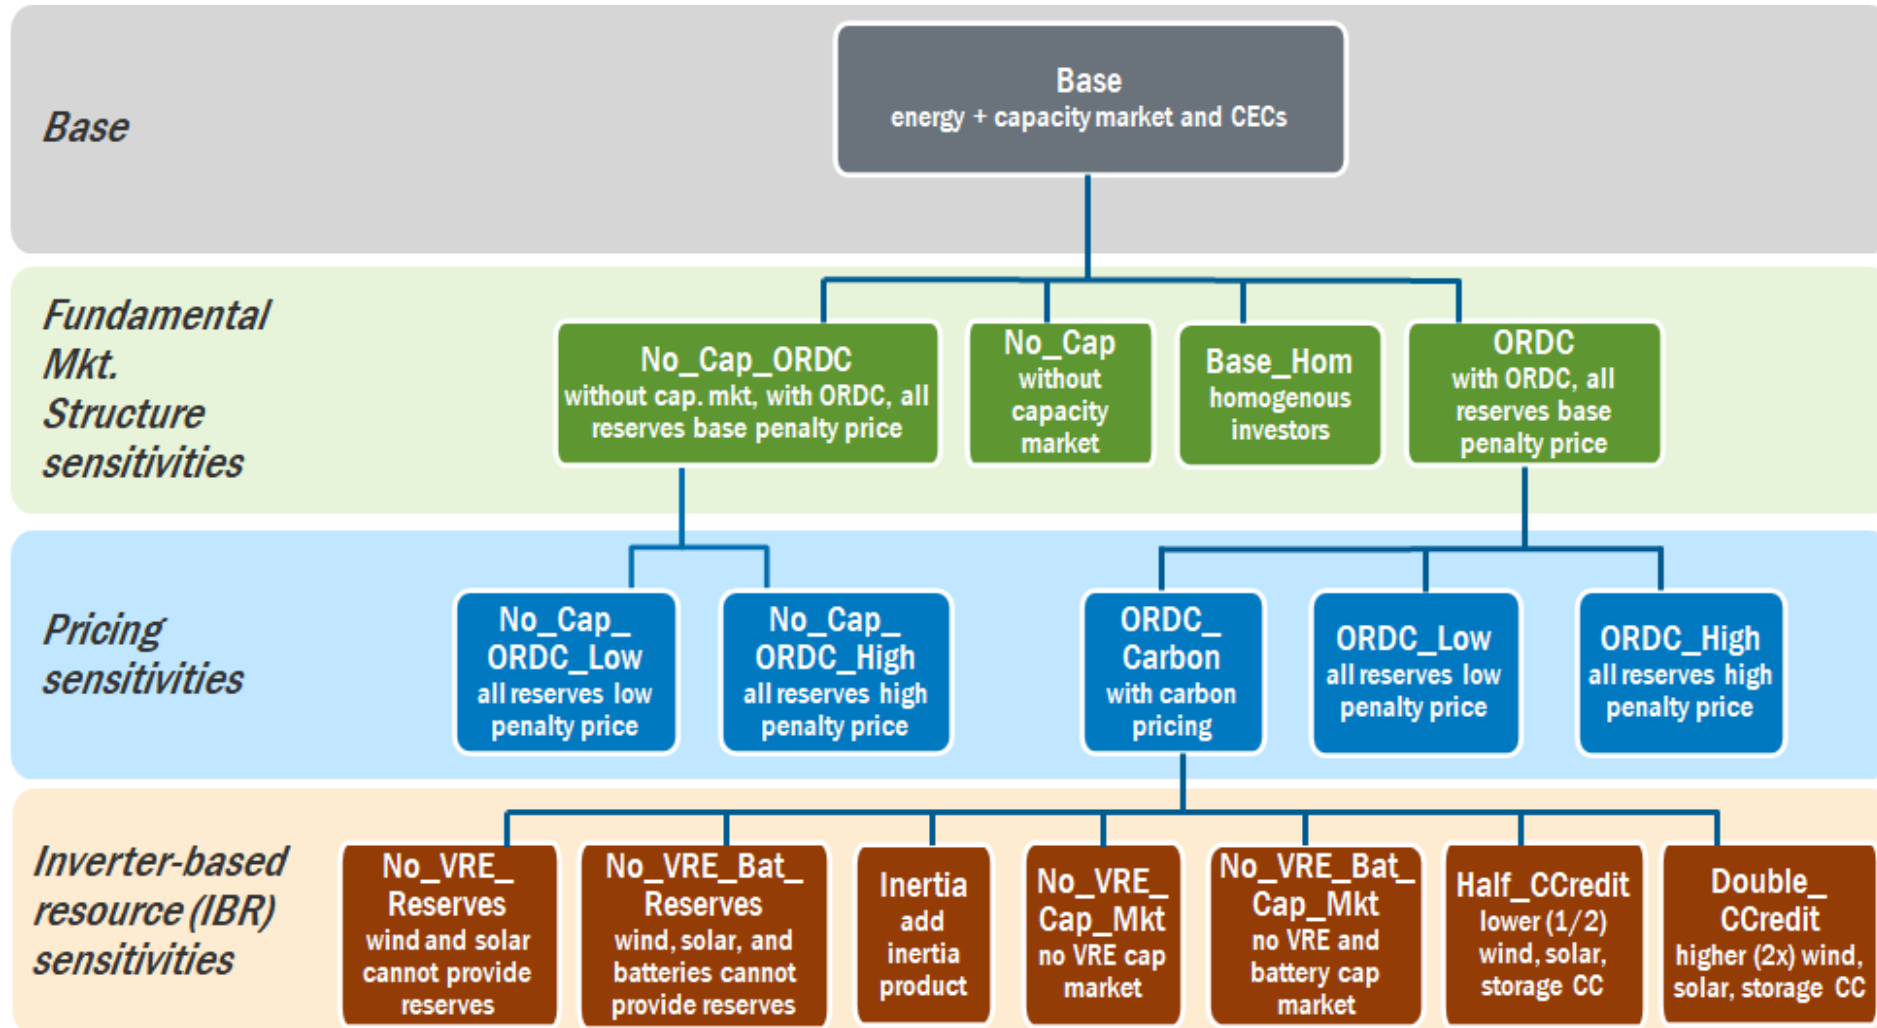 Base
Base
energy + capacity market and CECs
Fundamental
Mkt.
Structure
sensitivities
No_Cap_ORDC
without cap. mkt, with ORDC, all
reserves base penalty price
No_Cap
without
capacity
market
Base_Hom
homogenous
investors
ORDC
with ORDC, all
reserves base
penalty price
Pricing
sensitivities
No_Cap_
ORDC_Low
all reserves low
penalty price
No_Cap_
ORDC_High
all reserves high
penalty price
ORDC_
Carbon
with carbon
pricing
ORDC_Low
all reserves low
penalty price
ORDC_High
all reserves high
penalty price
Inverter-based
resource (IBR)
sensitivities
No_VRE_
Reserves
wind and solar
cannot provide
reserves
No_VRE_Bat_
Reserves
wind, solar, and
batteries cannot
provide reserves
Inertia
add
inertia
product
No_VRE_
Cap_Mkt
no VRE cap
market
No_VRE_Bat_
Cap_Mkt
no VRE and
battery cap
market
Half_CCredit
lower (1/2)
wind, solar,
storage CC
Double_
CCredit
higher (2x) wind,
solar, storage CC